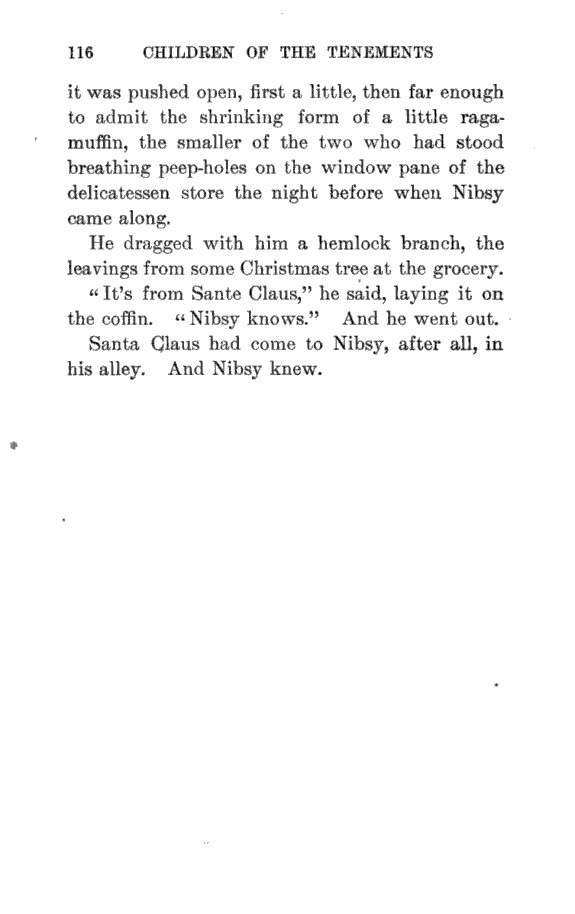 116 CHILDREN OF THE TENEMENTS
it was pushed open, first a little, then far enough
to admit the shrinking form of a little raga-
muffin, the smaller of the two who had stood
breathing peep-holes on the window pane of the
delicatessen store the night before when Nibsy
came along.
He dragged with him a hemlock branch, the
leavings from some Christmas tree at the grocery.
“It's from Sante Claus,” he said, laying it on
the coffin. “Nibsy knows.” And he went out.
Santa Claus had come to Nibsy, after all, in
his alley. And Nibsy knew.